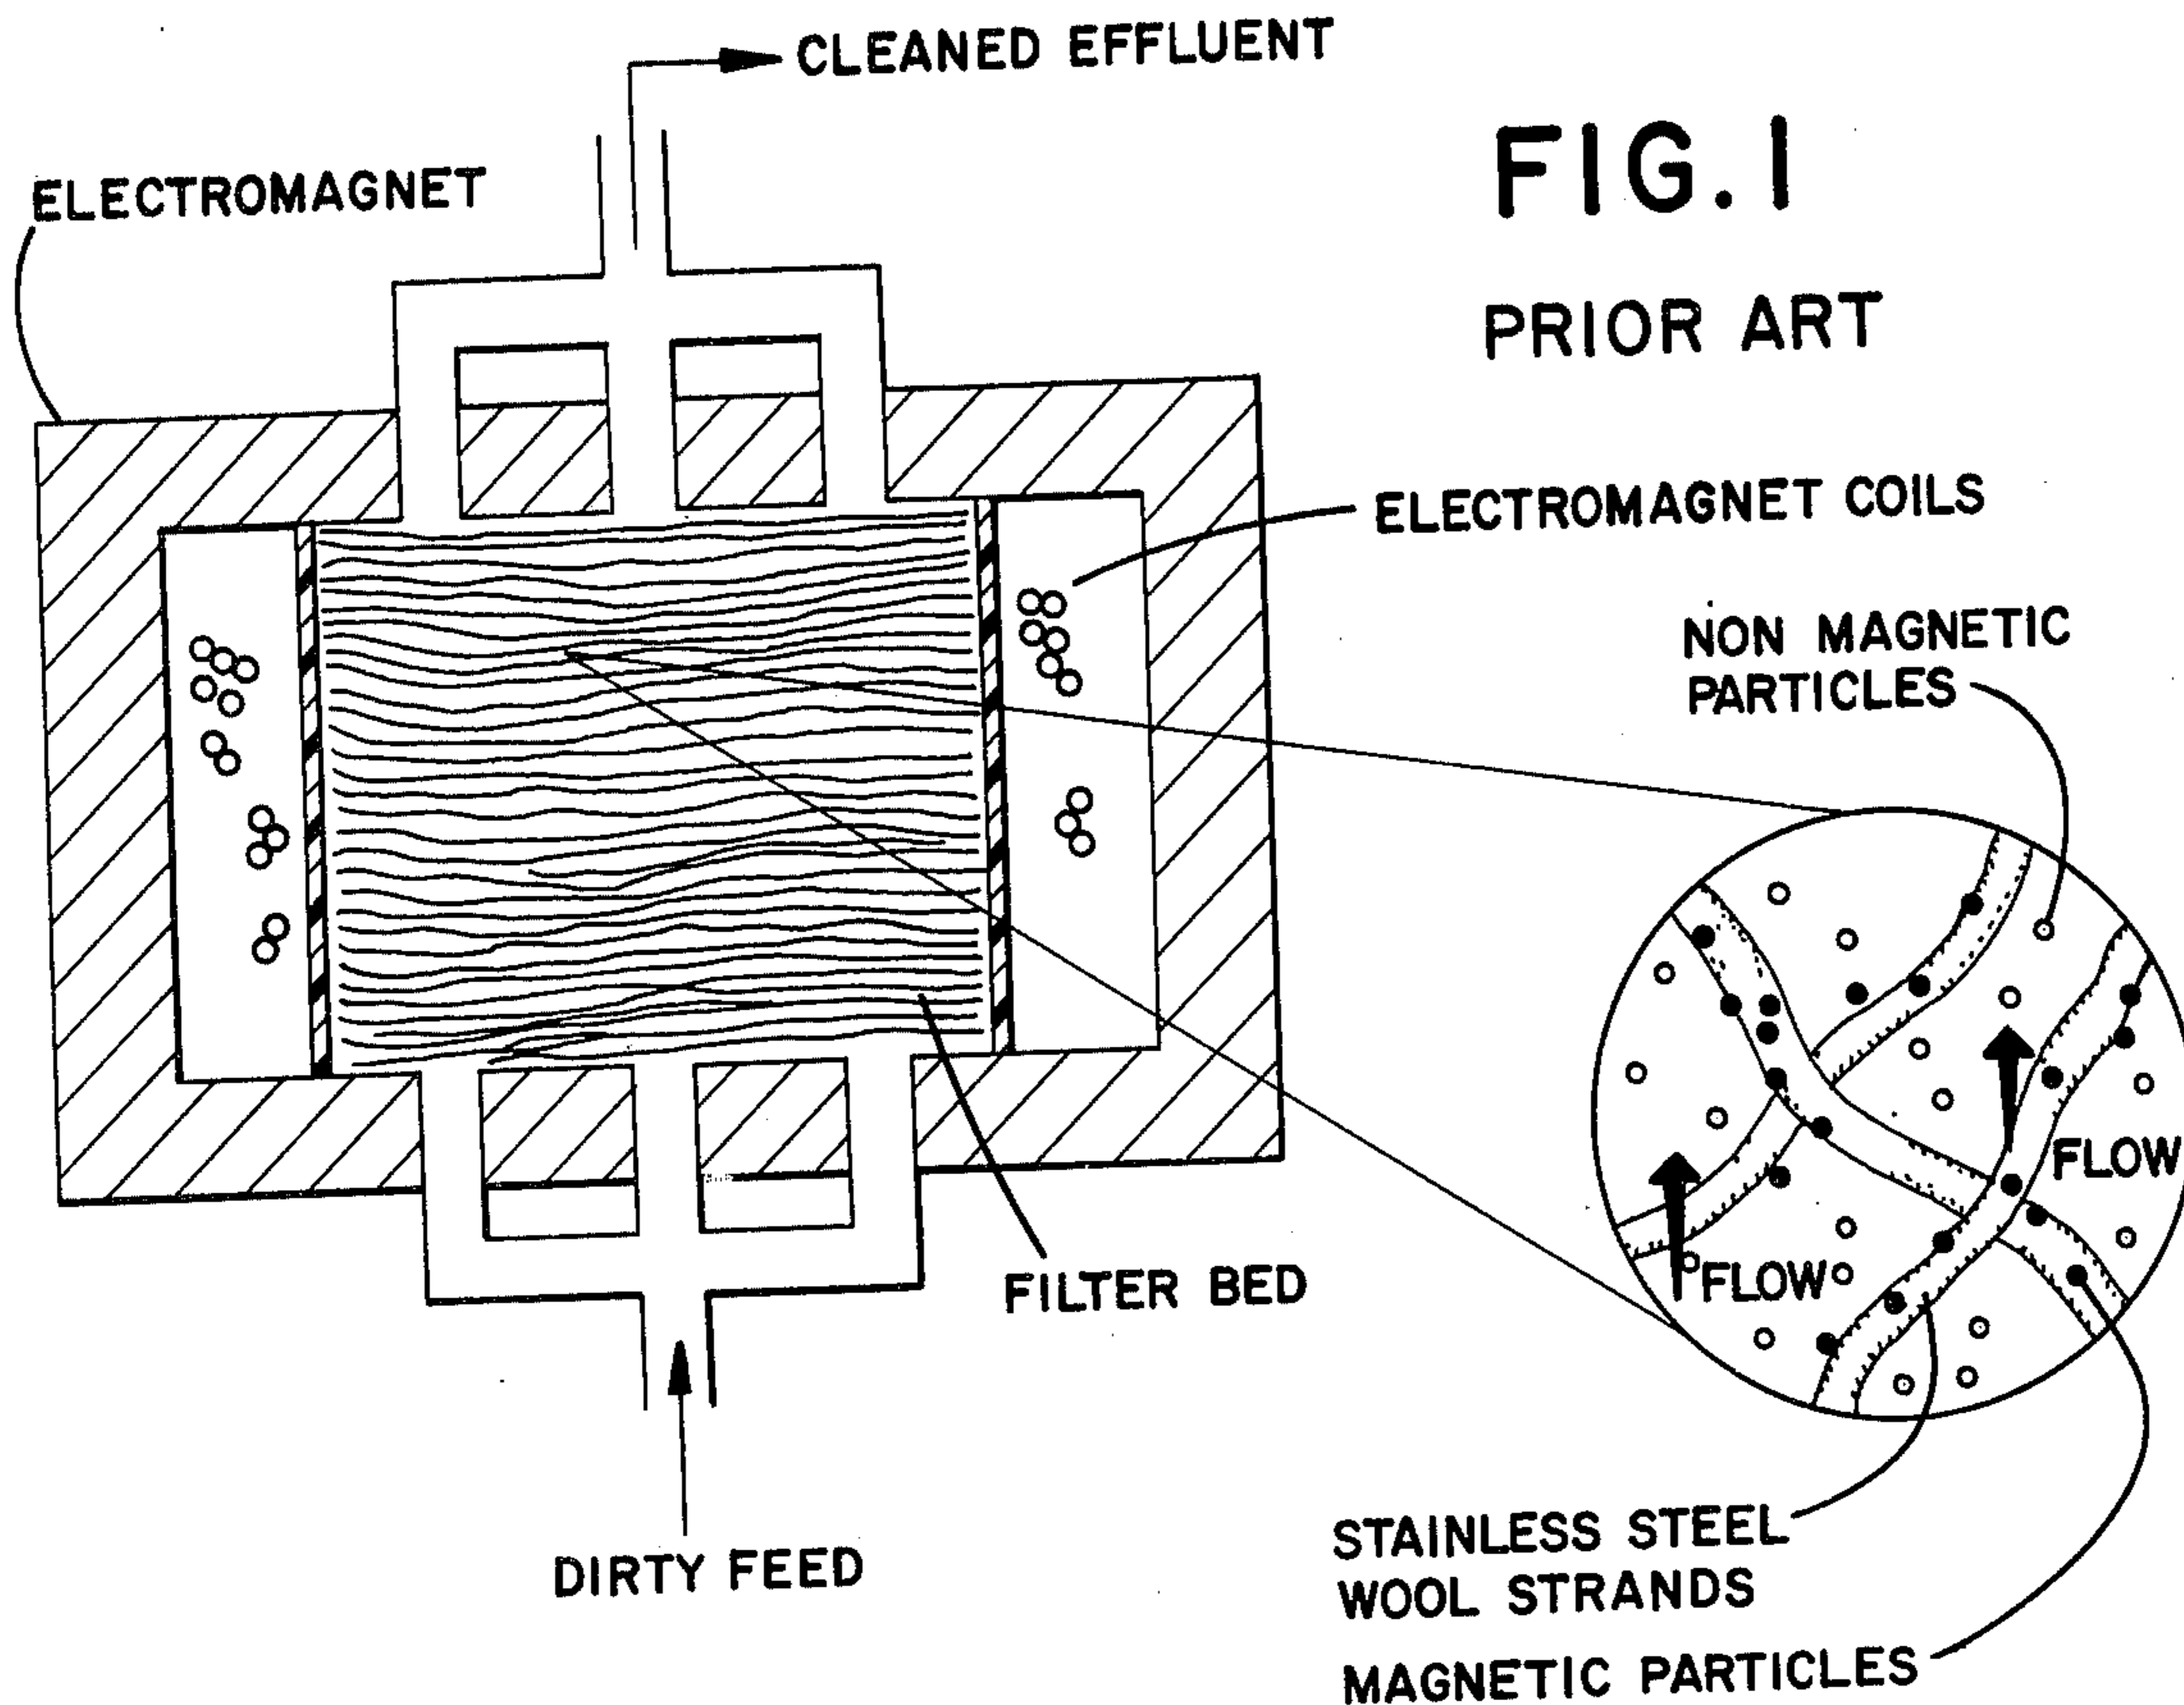 CLEANED EFFLUENT
FIG. 1
PRIOR ART
ELECTROMAGNET
ELECTROMAGNET COILS
NON MAGNETIC
PARTICLES
FLOW
FLOW
FILTER BED
DIRTY FEED
STAINLESS STEEL
WOOL STRANDS
MAGNETIC PARTICLES